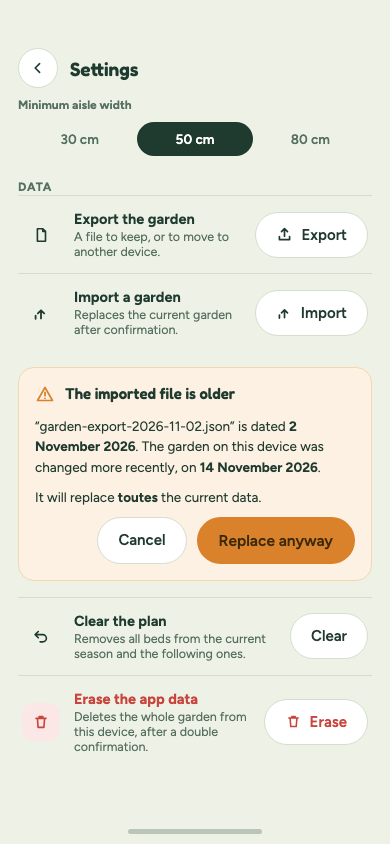 Settings
Minimum aisle width
30 cm
50 cm
80 cm
DATA
Export the garden
A file to keep, or to move to
another device.
Export
Import a garden
Replaces the current garden
after confirmation.
Import
The imported file is older
“garden-export-2026-11-02.json” is dated 2
November 2026. The garden on this device was
changed more recently, on 14 November 2026.
It will replace toutes the current data.
Cancel
Replace anyway
Clear the plan
Removes all beds from the current
season and the following ones.
Clear
Erase the app data
Deletes the whole garden from
this device, after a double
confirmation.
Erase